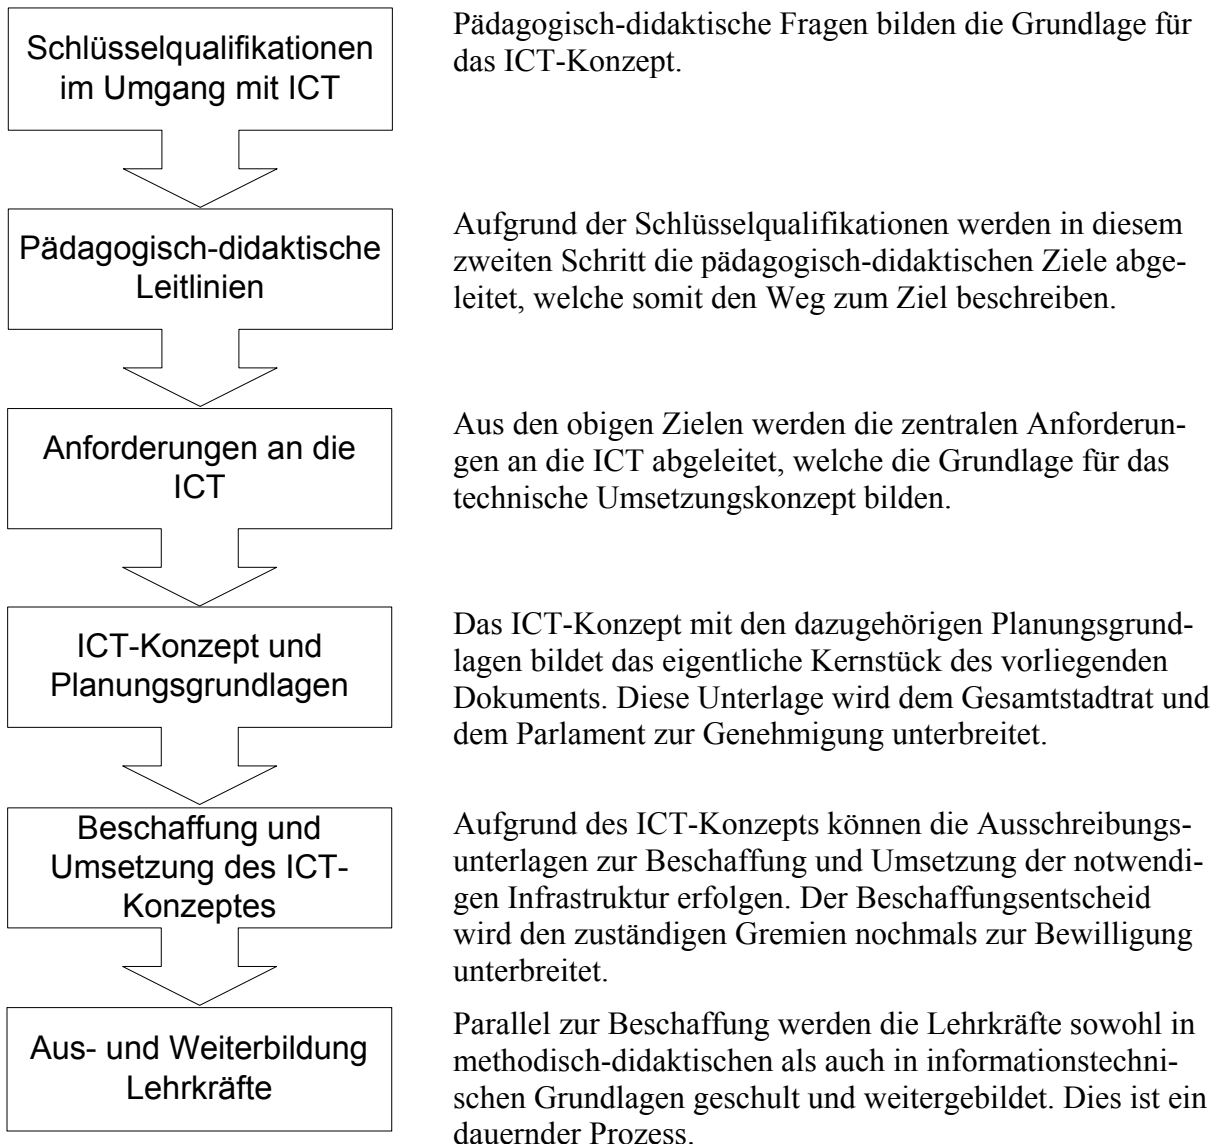 Schlüsselqualifikationen
im Umgang mit ICT
Pädagogisch-didaktische Fragen bilden die Grundlage für
das ICT-Konzept.
Pädagogisch-didaktische
Leitlinien
Aufgrund der Schlüsselqualifikationen werden in diesem
zweiten Schritt die pädagogisch-didaktischen Ziele abge-
leitet, welche somit den Weg zum Ziel beschreiben.
Anforderungen an die
ICT
Aus den obigen Zielen werden die zentralen Anforderun-
gen an die ICT abgeleitet, welche die Grundlage für das
technische Umsetzungskonzept bilden.
ICT-Konzept und
Planungsgrundlagen
Das ICT-Konzept mit den dazugehörigen Planungsgrund-
lagen bildet das eigentliche Kernstück des vorliegenden
Dokuments. Diese Unterlage wird dem Gesamtstadtrat und
dem Parlament zur Genehmigung unterbreitet.
Beschaffung und
Umsetzung des ICT-
Konzeptes
Aufgrund des ICT-Konzepts können die Ausschreibungs-
unterlagen zur Beschaffung und Umsetzung der notwendi-
gen Infrastruktur erfolgen. Der Beschaffungsentscheid
wird den zuständigen Gremien nochmals zur Bewilligung
unterbreitet.
Aus- und Weiterbildung
Lehrkräfte
Parallel zur Beschaffung werden die Lehrkräfte sowohl in
methodisch-didaktischen als auch in informationstechni-
schen Grundlagen geschult und weitergebildet. Dies ist ein
dauernder Prozess.